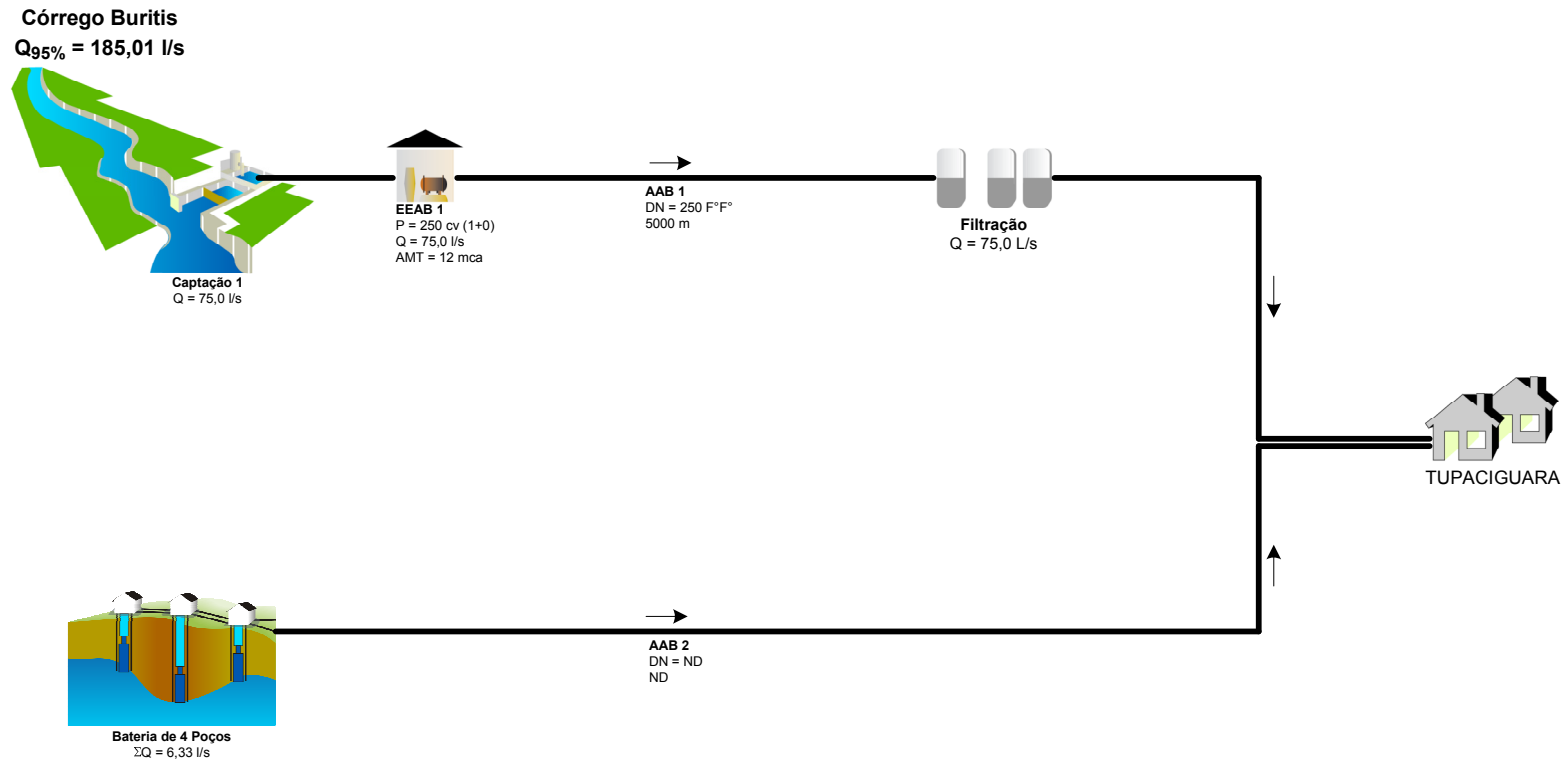 Córrego Buritis
Q95% = 185,01 l/s
Captação 1
Q = 75,0 l/s
EEAB 1
P = 250 cv (1+0)
Q = 75,0 l/s
AMT = 12 mca
AAB 1
DN = 250 F°F°
5000 m
Filtração
Q = 75,0 L/s
TUPACIGUARA
AAB 2
DN = ND
ND
Bateria de 4 Poços
ΣQ = 6,33 l/s